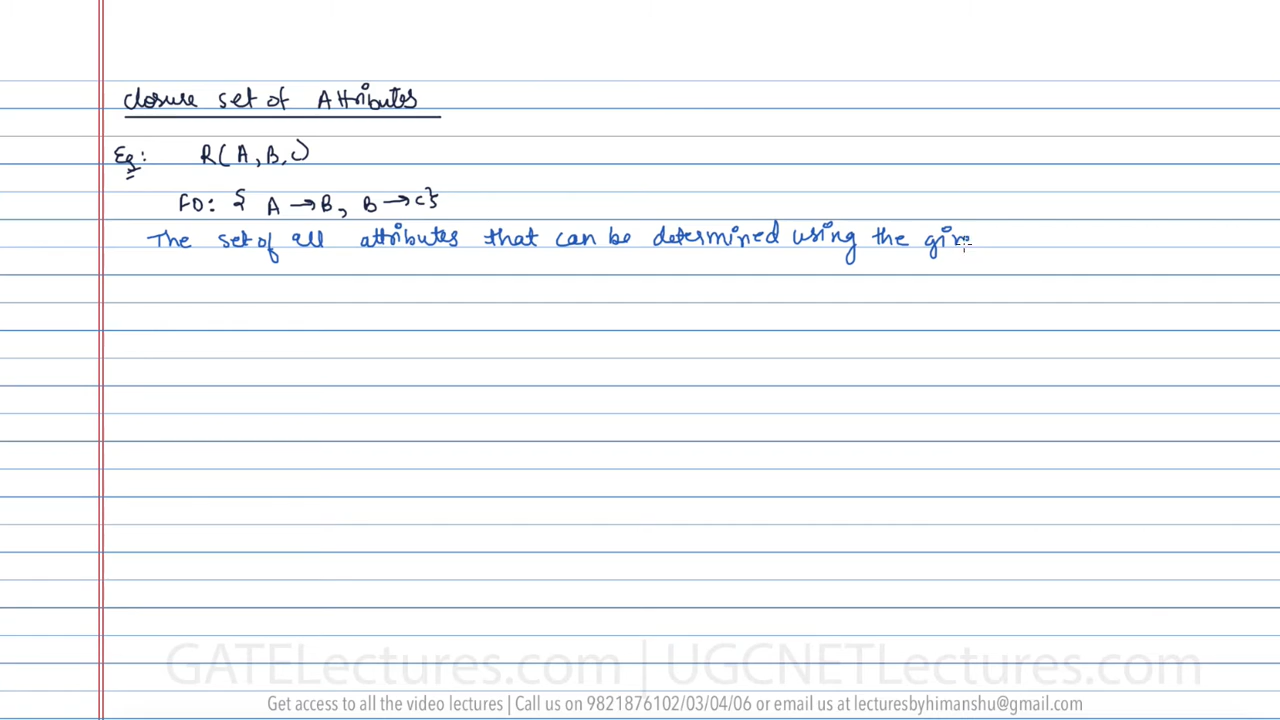 closure set of Attributes
Eg: R(A,B,C)
FD: { A → B, B → C}
The set of all attributes that can be determined using the give
GATELectures.com | UGCNETLectures.com
Get access to all the video lectures | Call us on 9821876102/03/04/06 or email us at lecturesbyhimanshu@gmail.com